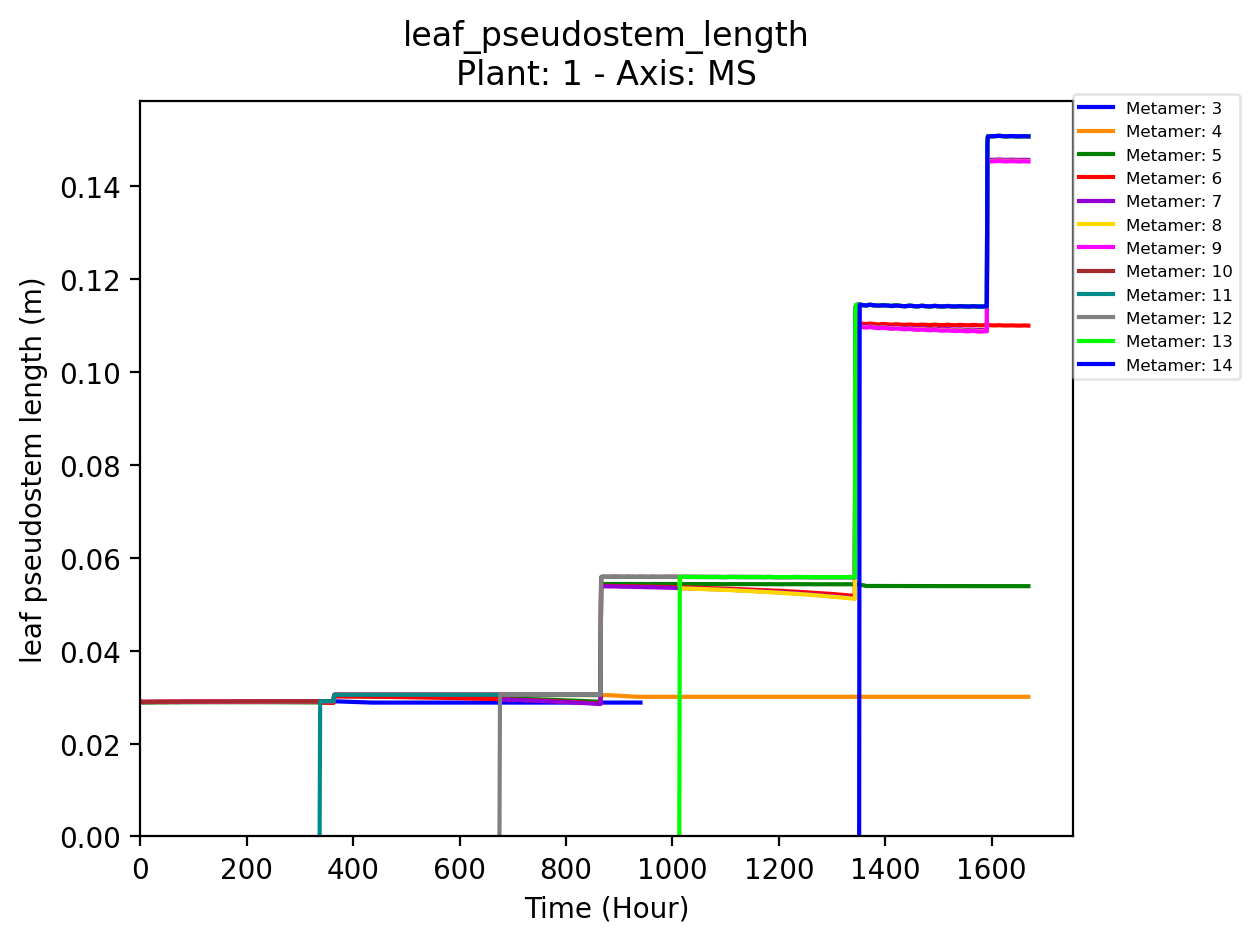 leaf_pseudostem_length
Plant: 1 - Axis: MS
leaf pseudostem length (m)
0.14
0.12
0.10
0.08
0.06
0.04
0.02
0.00
0 200 400 600 800 1000 1200 1400 1600
Time (Hour)
Metamer: 3
Metamer: 4
Metamer: 5
Metamer: 6
Metamer: 7
Metamer: 8
Metamer: 9
Metamer: 10
Metamer: 11
Metamer: 12
Metamer: 13
Metamer: 14